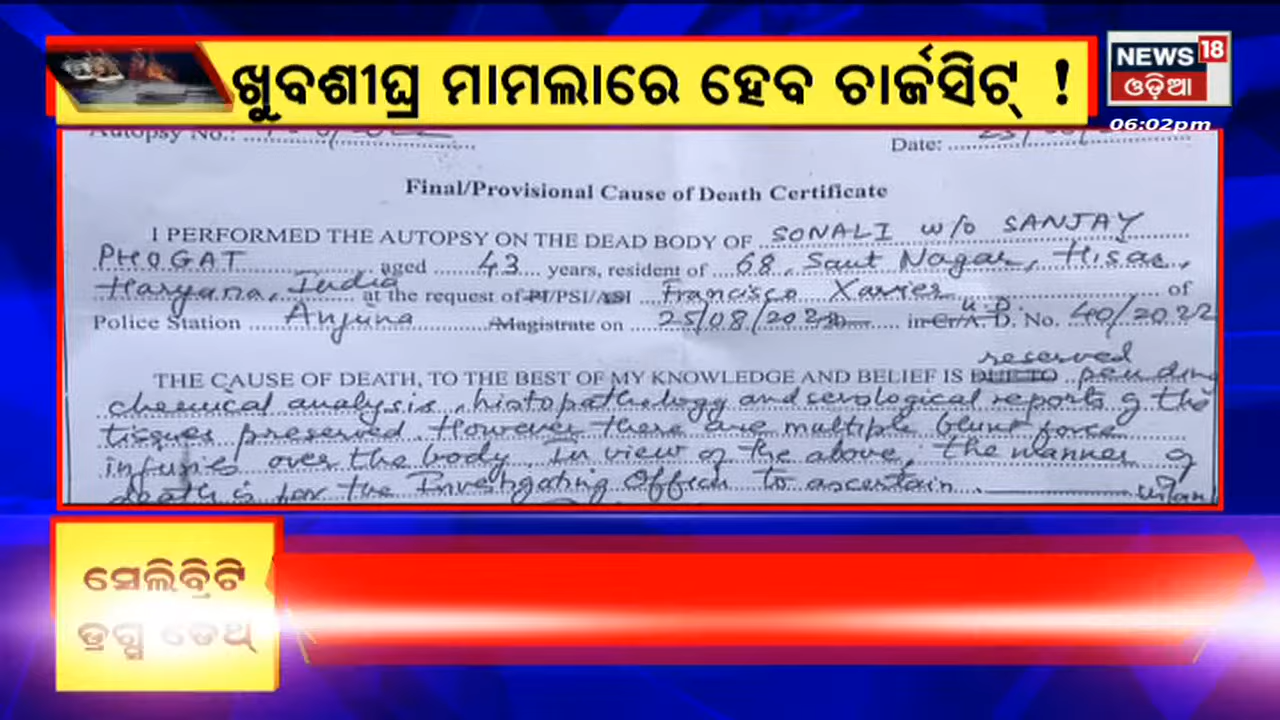 ଖୁବଶୀଘ୍ର ମାମଲାରେ ହେବ ଚାର୍ଜସିଟ୍ !
NEWS 18
ଓଡ଼ିଆ
06:02pm
Autopsy No.:
Date:
Final/Provisional Cause of Death Certificate
I PERFORMED THE AUTOPSY ON THE DEAD BODY OF SONALI W/o SANJAY
PHOGAT aged 43 years, resident of 68, Sant Nagar, Hisar,
Haryana, India at the request of PI/PSI/ASI Francisco Xavier of
Police Station Anjuna /Magistrate on 25/08/2022 in Cr/A. U.D. No. 40/2022
reserved
THE CAUSE OF DEATH, TO THE BEST OF MY KNOWLEDGE AND BELIEF IS DUE TO pending
chemical analysis, histopathology and serological reports of the
tissues preserved. However there are multiple blunt force
injuries over the body. In view of the above, the manner of
death is for the Investigating Officer to ascertain.
ସେଲିବ୍ରିଟି
ଡ୍ରଗ୍ସ ଡେଥ୍